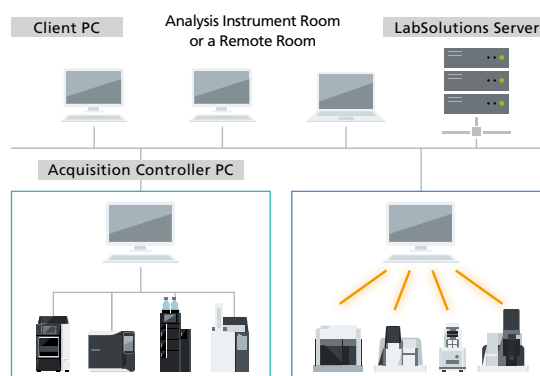 Client PC
Analysis Instrument Room
or a Remote Room
LabSolutions Server
Acquisition Controller PC